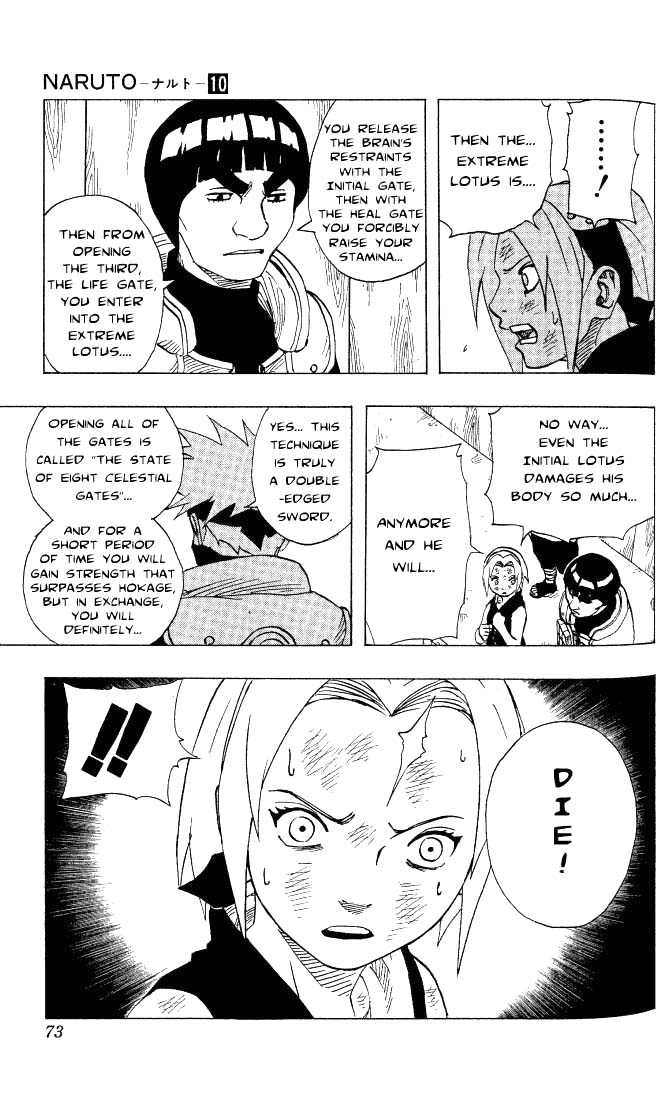 NARUTO-ナルト-10
......!
THEN THE...
EXTREME
LOTUS IS....
YOU RELEASE
THE BRAIN'S
RESTRAINTS
WITH THE
INITIAL GATE,
THEN WITH
THE HEAL GATE
YOU FORCIBLY
RAISE YOUR
STAMINA...
THEN FROM
OPENING
THE THIRD,
THE LIFE GATE,
YOU ENTER
INTO THE
EXTREME
LOTUS....
NO WAY...
EVEN THE
INITIAL LOTUS
DAMAGES HIS
BODY SO MUCH...
ANYMORE
AND HE
WILL...
YES... THIS
TECHNIQUE
IS TRULY
A DOUBLE
-EDGED
SWORD.
OPENING ALL OF
THE GATES IS
CALLED "THE STATE
OF EIGHT CELESTIAL
GATES"...
AND FOR A
SHORT PERIOD
OF TIME YOU WILL
GAIN STRENGTH THAT
SURPASSES HOKAGE,
BUT IN EXCHANGE,
YOU WILL
DEFINITELY...
DIE!
!!
73